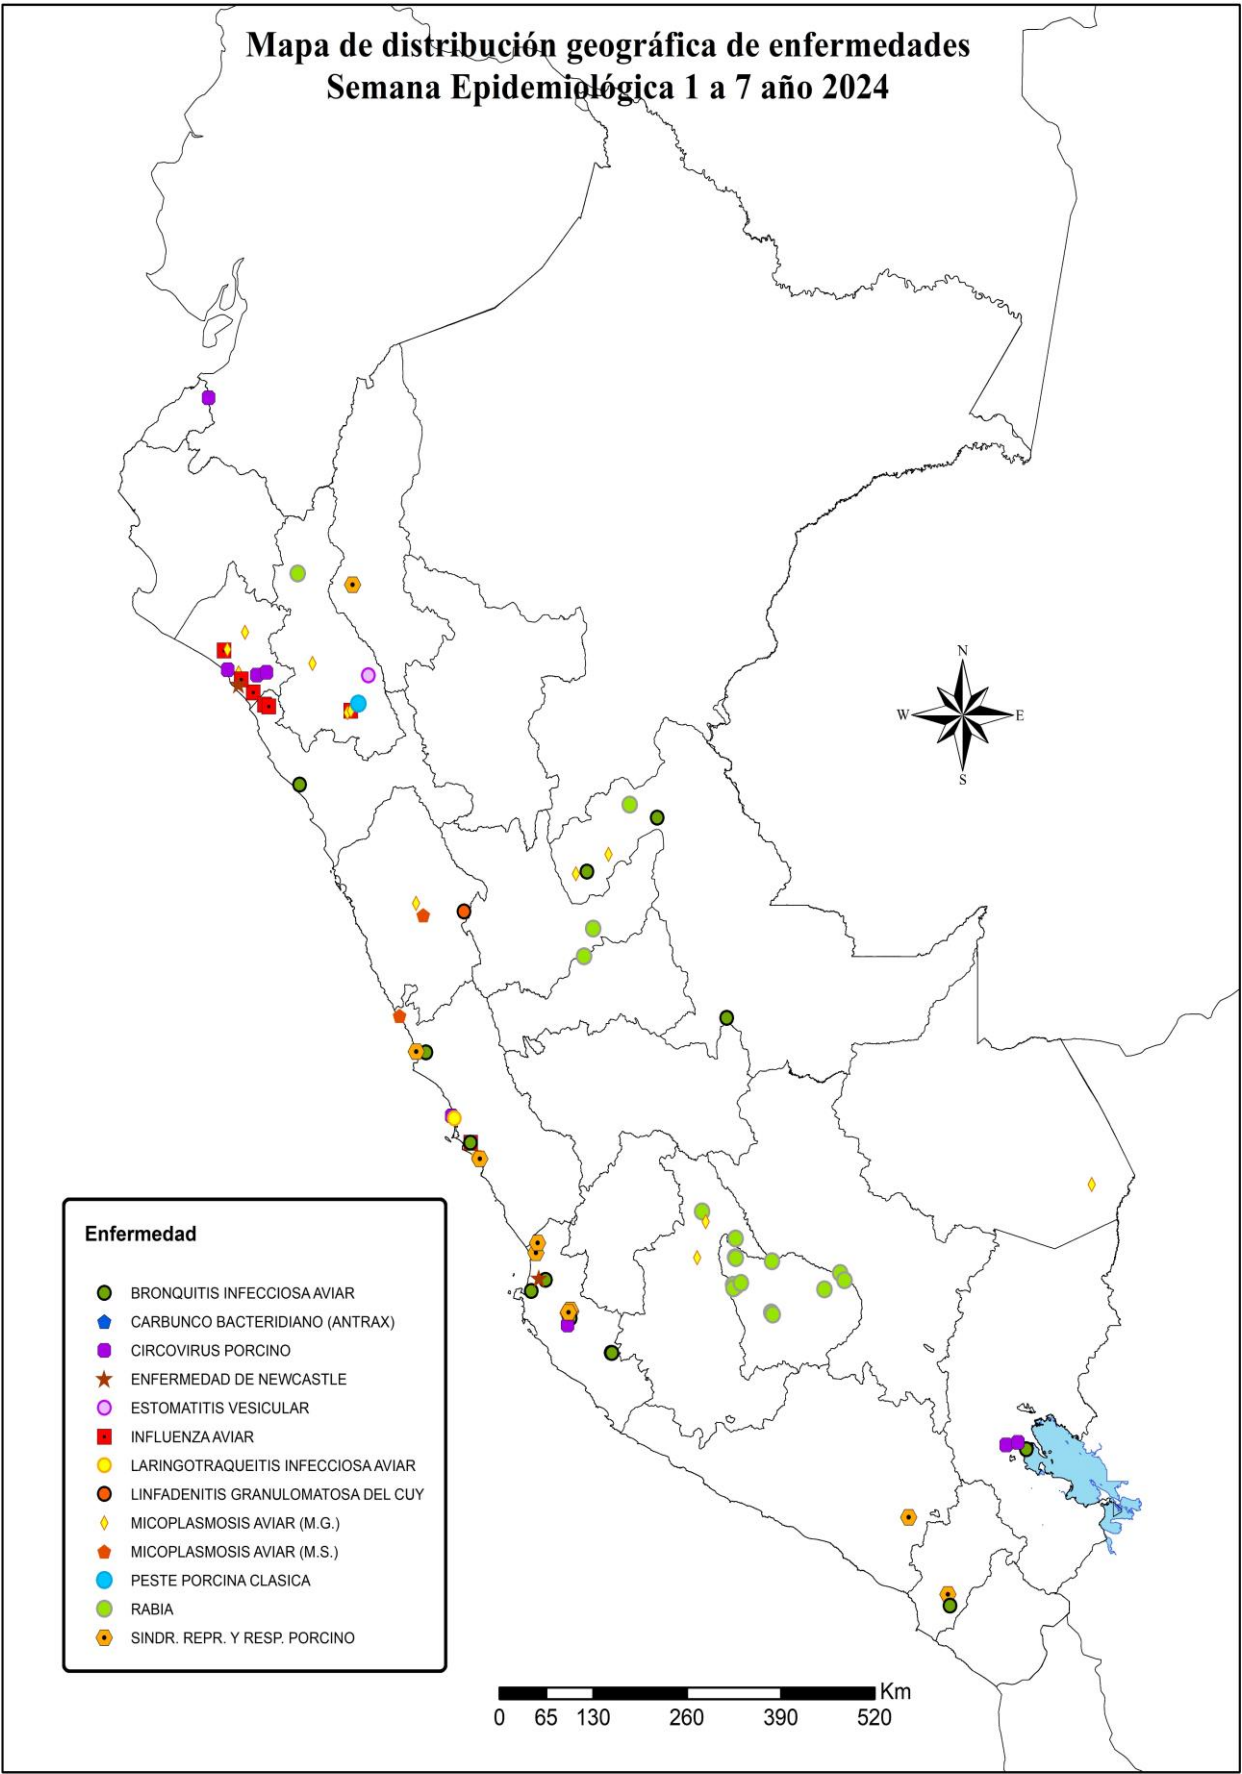 Mapa de distribución geográfica de enfermedades
Semana Epidemiológica 1 a 7 año 2024
N
W
E
S
Enfermedad
BRONQUITIS INFECCIOSA AVIAR
CARBUNCO BACTERIDIANO (ANTRAX)
CIRCOVIRUS PORCINO
ENFERMEDAD DE NEWCASTLE
ESTOMATITIS VESICULAR
INFLUENZA AVIAR
LARINGOTRAQUEITIS INFECCIOSA AVIAR
LINFADENITIS GRANULOMATOSA DEL CUY
MICOPLASMOSIS AVIAR (M.G.)
MICOPLASMOSIS AVIAR (M.S.)
PESTE PORCINA CLASICA
RABIA
SINDR. REPR. Y RESP. PORCINO
Km
0 65 130 260 390 520